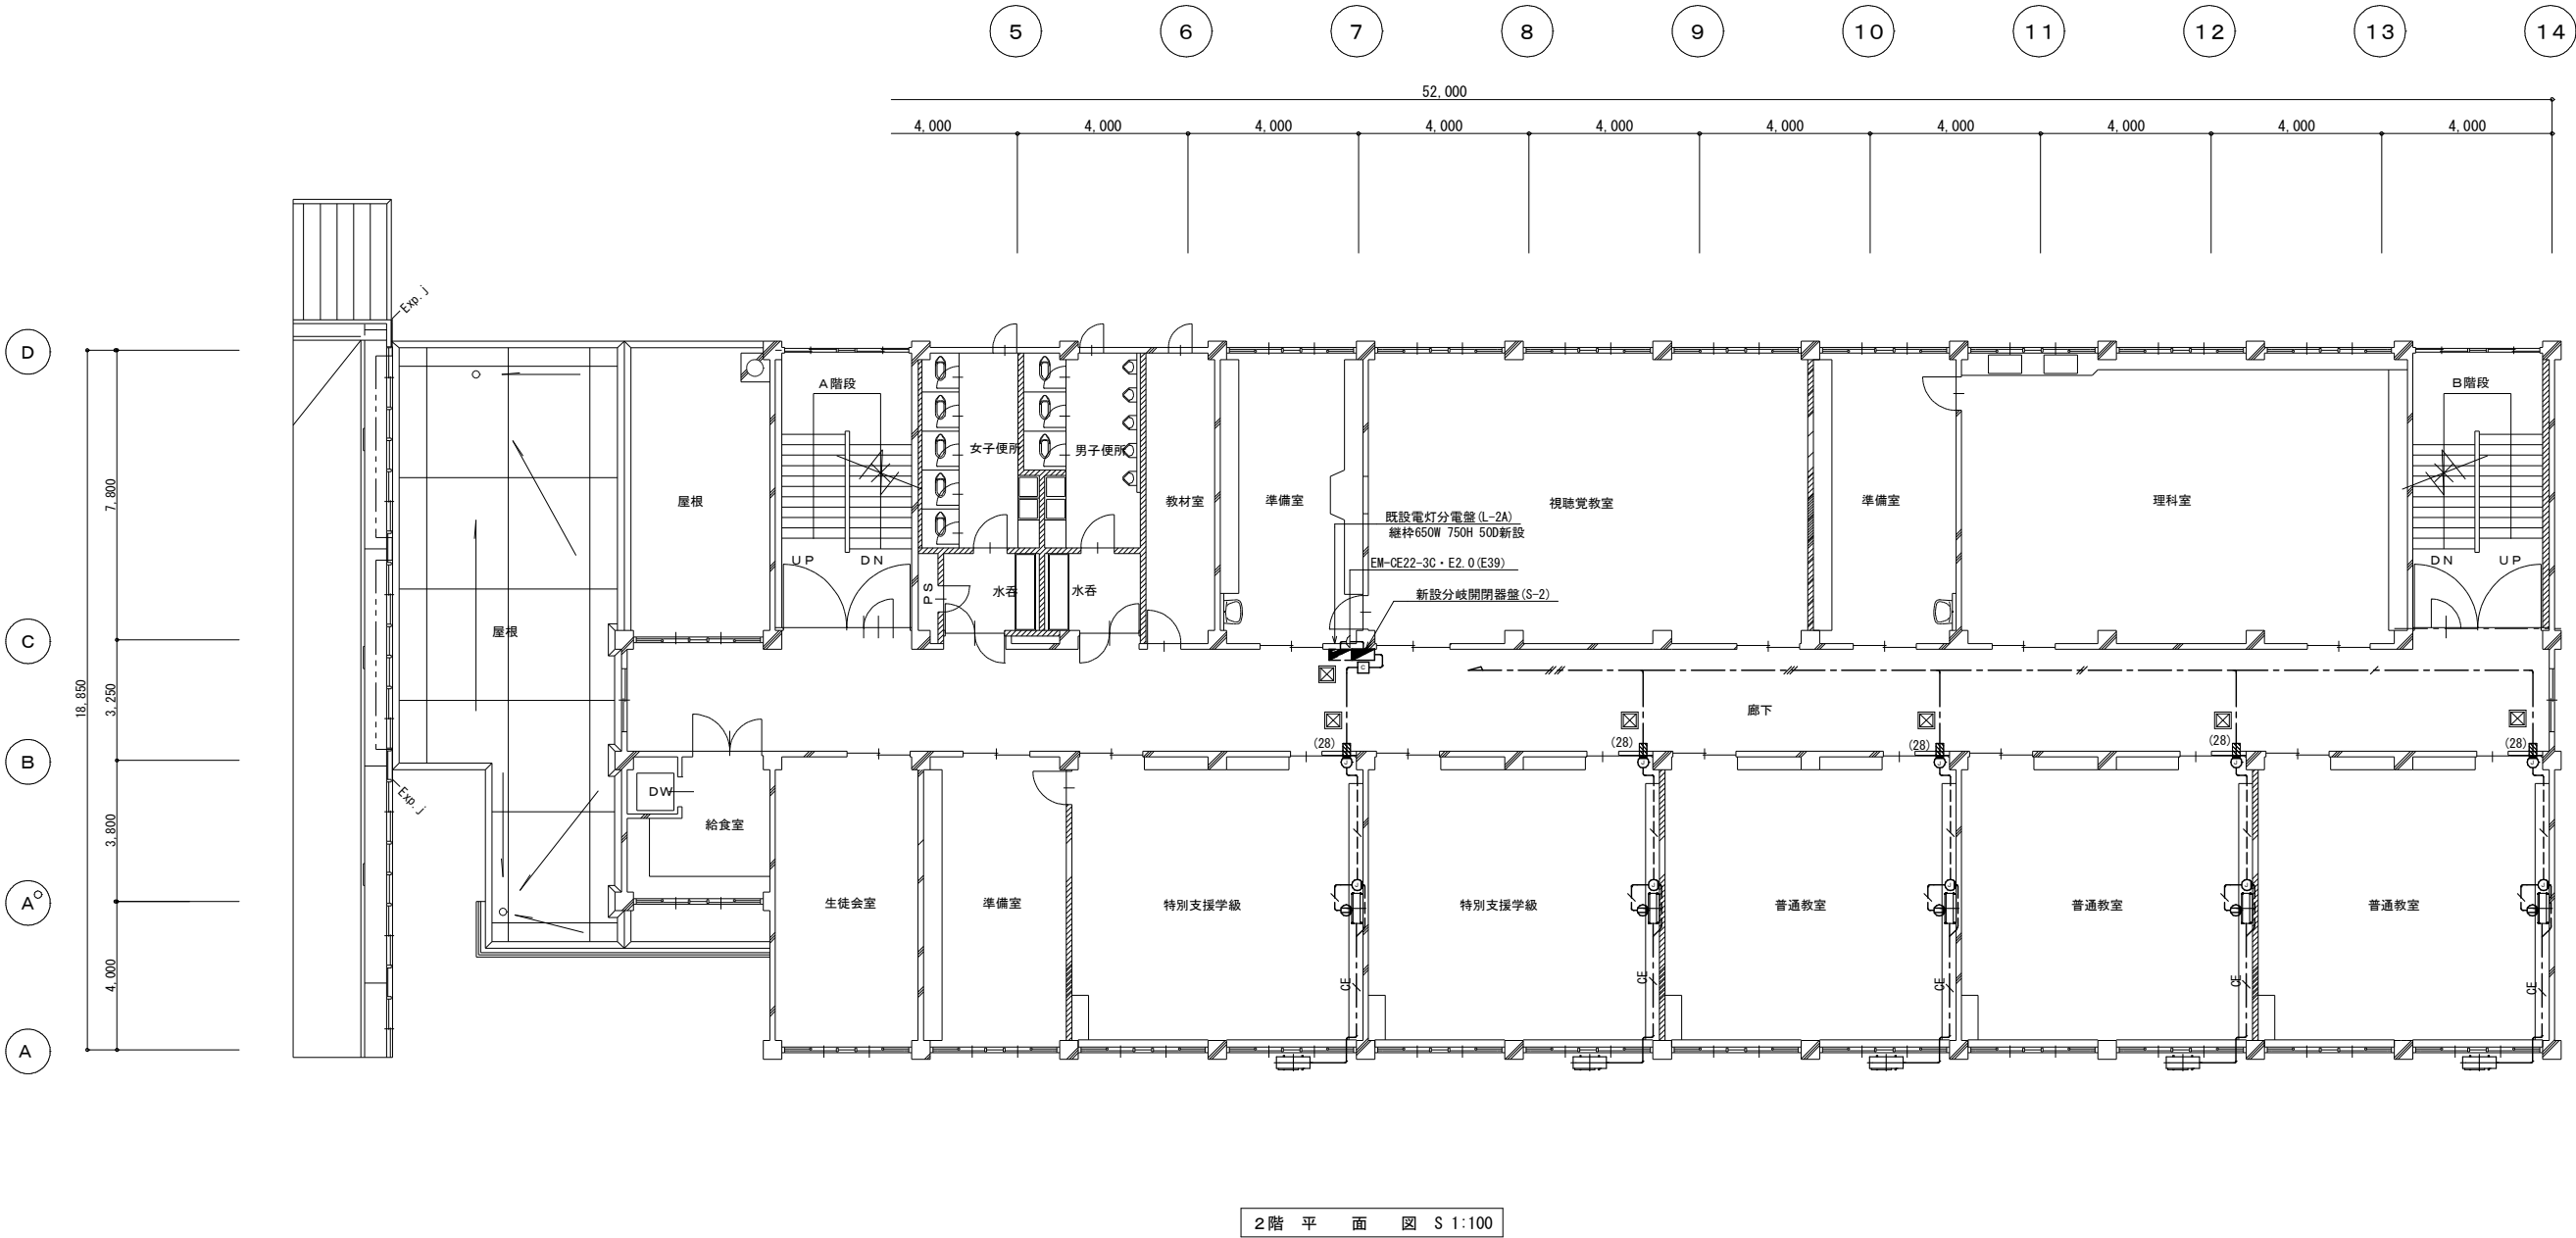 5 6 7 8 9 10 11 12 13 14
52,000
4,000 4,000 4,000 4,000 4,000 4,000 4,000 4,000 4,000 4,000
Exp.j
D
A階段
B階段
女子便所
男子便所
7,800
屋根
教材室
準備室
視聴覚教室
準備室
理科室
既設電灯分電盤(L-2A)
継枠650W 750H 50D新設
UP DN
EM-CE22-3C・E2.0(E39)
DN UP
PS
水呑
水呑
新設分岐開閉器盤(S-2)
屋根
C
C
18,850
3,250
廊下
(28) (28) (28) (28) (28)
B
Exp.j
DW
給食室
3,800
A°
生徒会室
準備室
特別支援学級
特別支援学級
普通教室
普通教室
普通教室
4,000
CE CE CE CE CE
A
2階 平 面 図 S 1:100